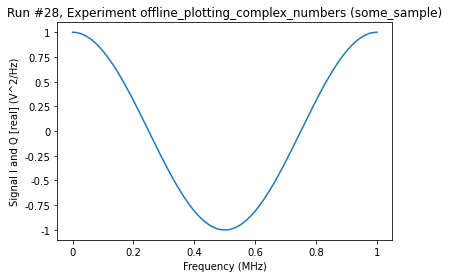 Run #28, Experiment offline_plotting_complex_numbers (some_sample)
Signal I and Q [real] (V^2/Hz)
1
0.75
0.5
0.25
0
-0.25
-0.5
-0.75
-1
0 0.2 0.4 0.6 0.8 1
Frequency (MHz)